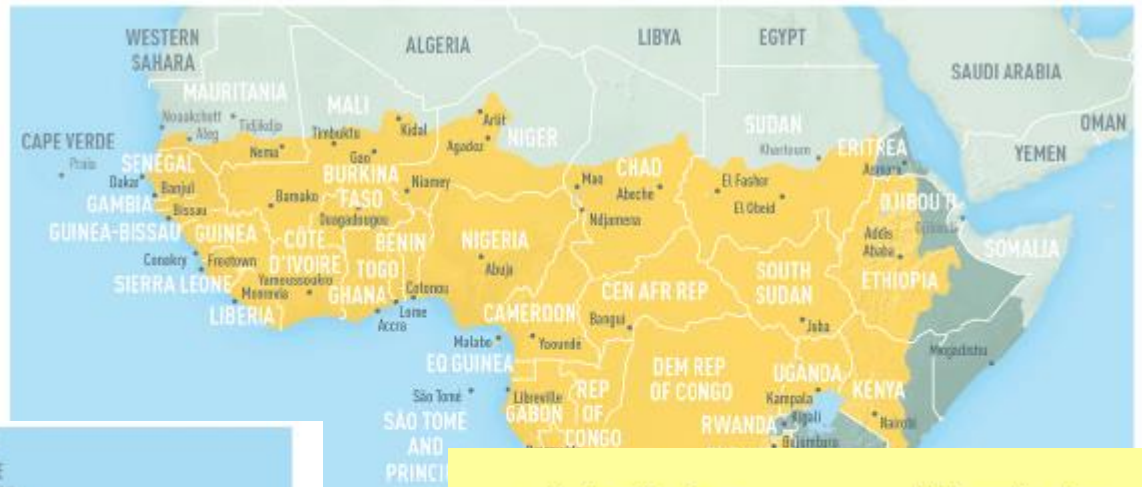 WESTERN
SAHARA
ALGERIA
LIBYA
EGYPT
SAUDI ARABIA
OMAN
YEMEN
MAURITANIA
Nouakchott
Tidjikdja
Aleg
Nema
MALI
Timbuktu
Kidal
Gao
Arlit
Agadez
NIGER
SUDAN
Khartoum
ERITREA
Asmara
CAPE VERDE
Praia
SENEGAL
Dakar
Banjul
GAMBIA
Bissau
GUINEA-BISSAU
GUINEA
Bamako
BURKINA
FASO
Ouagadougou
Niamey
CHAD
Mao
Abeche
Ndjamena
El Fasher
El Obeid
DJIBOUTI
SOMALIA
Conakry
Freetown
SIERRA LEONE
CÔTE
D'IVOIRE
Yamoussoukro
Monrovia
LIBERIA
GHANA
TOGO
BENIN
Cotonou
Lome
Accra
NIGERIA
Abuja
CAMEROON
Yaoundé
Malabo
EQ GUINEA
CEN AFR REP
Bangui
SOUTH
SUDAN
Juba
Addis
Ababa
ETHIOPIA
Mogadishu
São Tomé
SÃO TOME
AND
PRINCI
Libreville
GABON
REP
OF
CONGO
DEM REP
OF CONGO
UGANDA
Kampala
KENYA
Nairobi
RWANDA
Kigali
Bujumbura